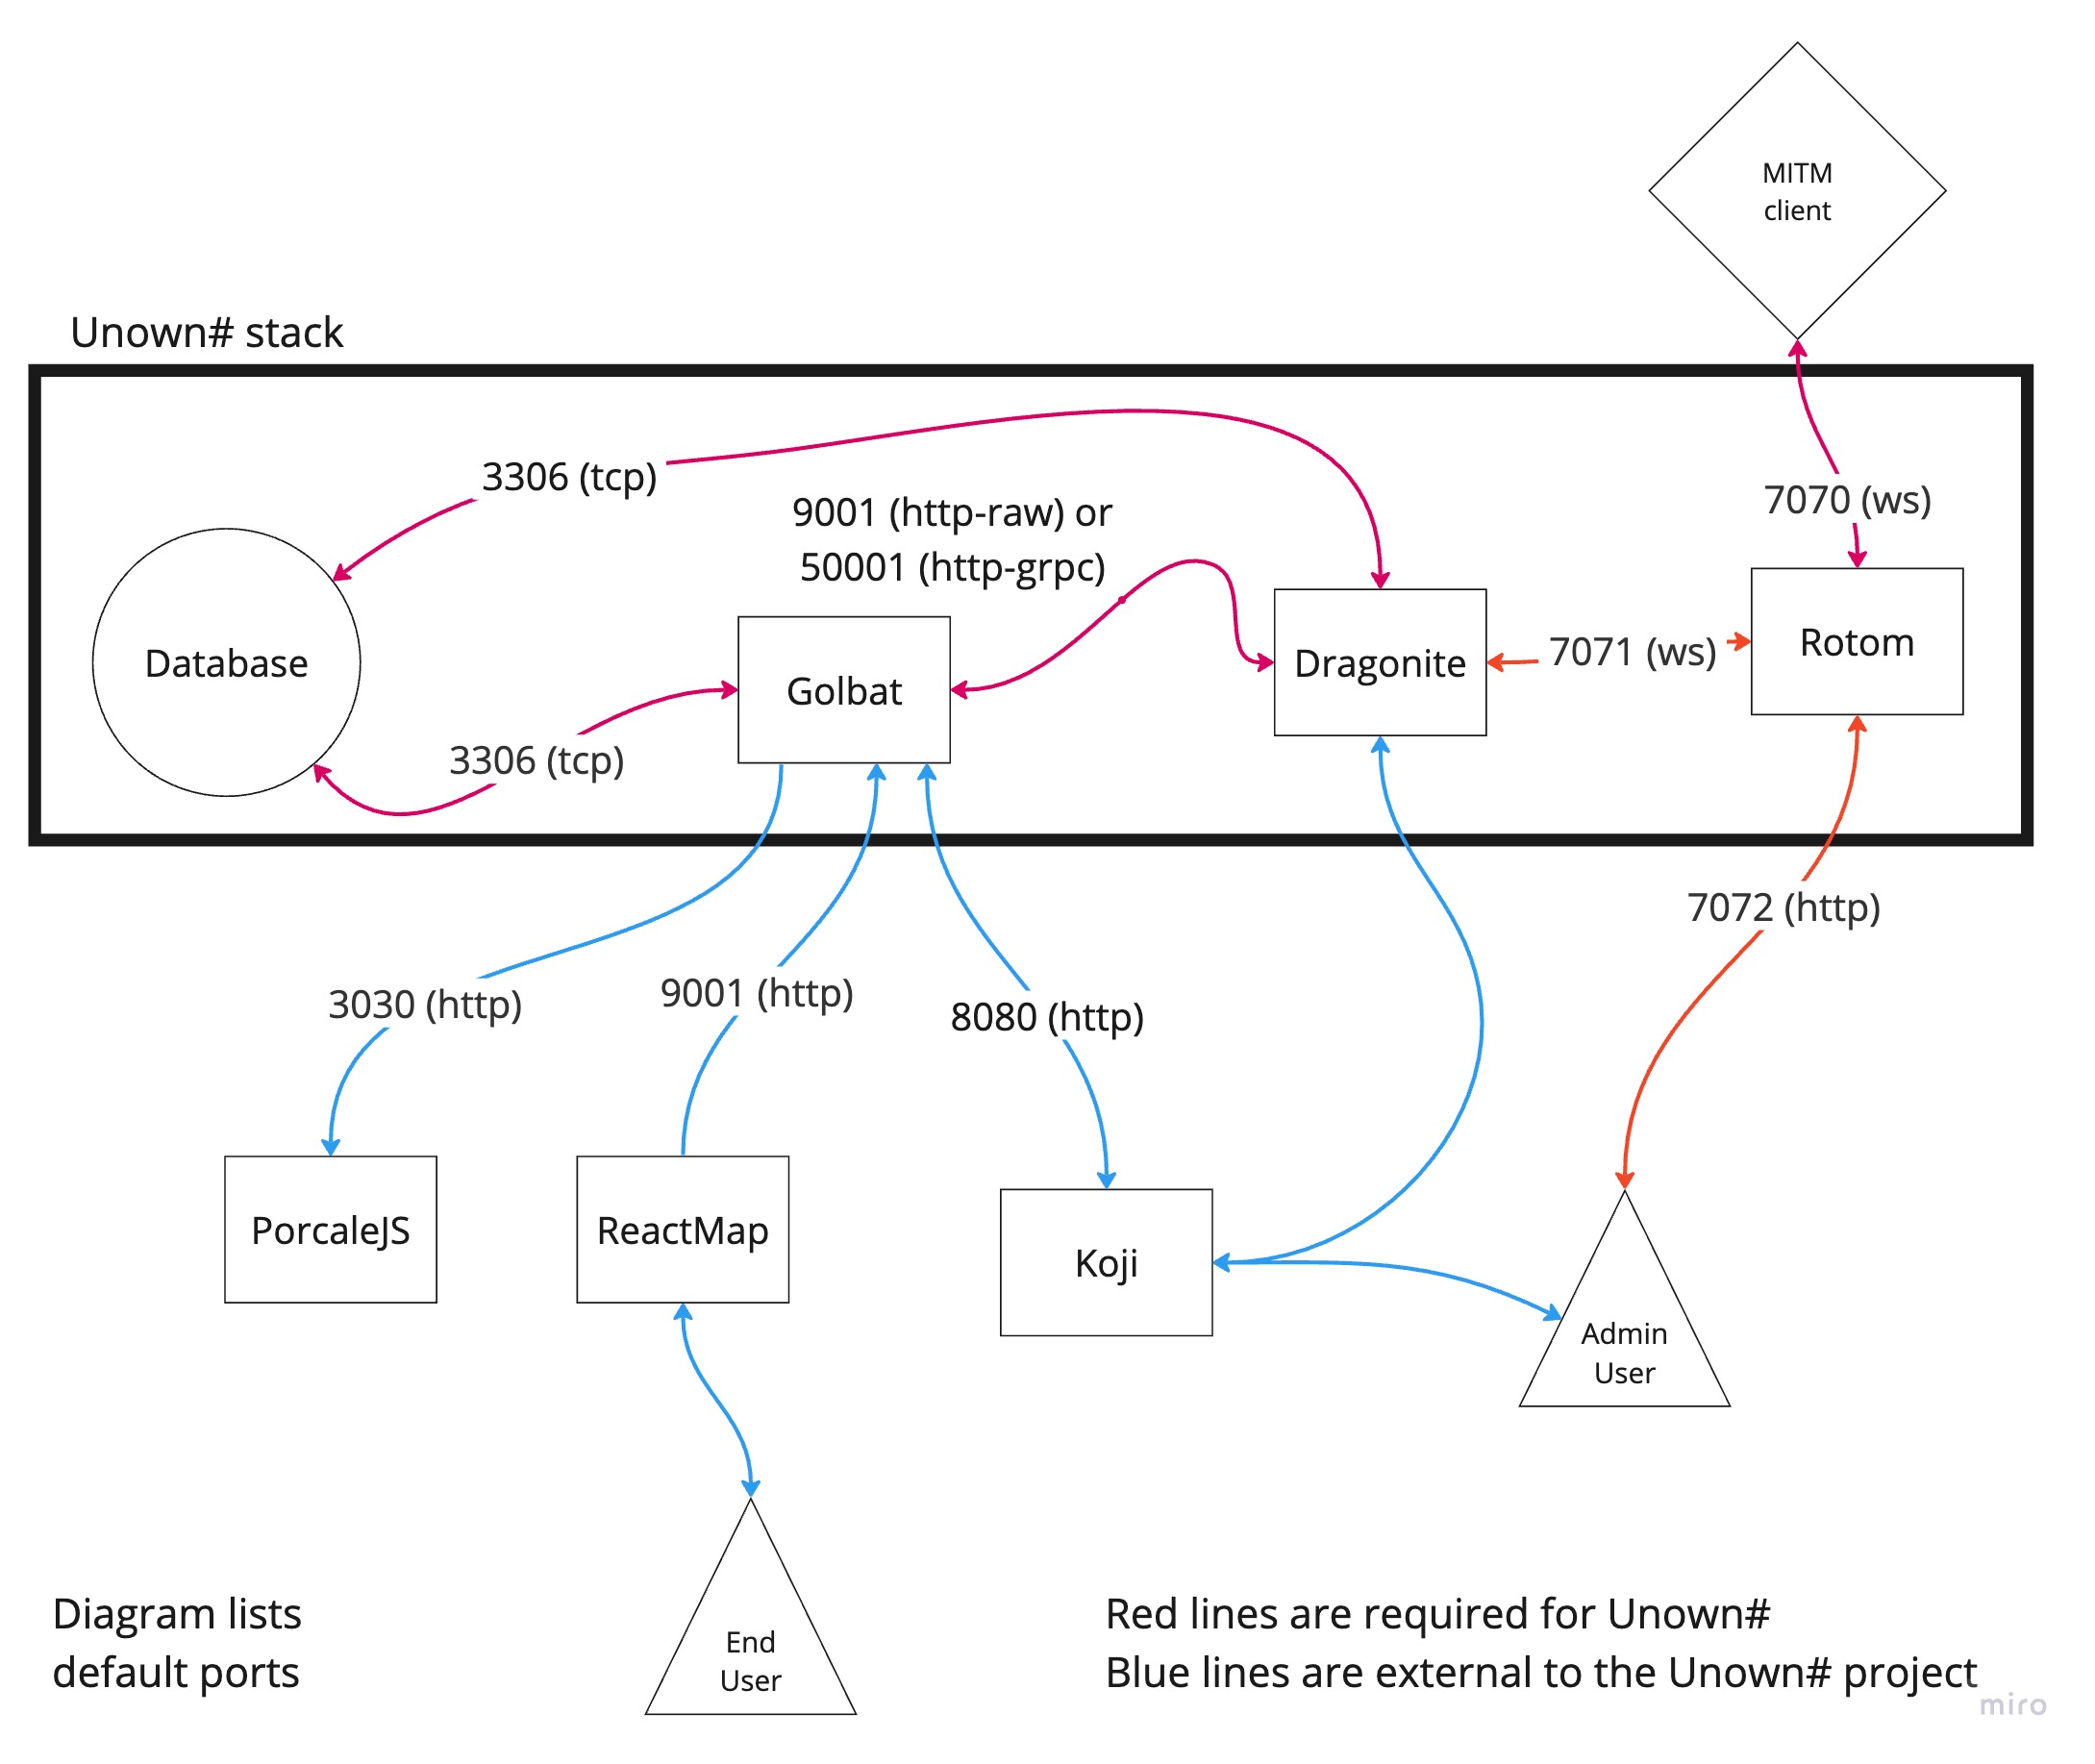 MITM
client
Unown# stack
3306 (tcp)
7070 (ws)
9001 (http-raw) or
50001 (http-grpc)
Database
Golbat
Dragonite
7071 (ws)
Rotom
3306 (tcp)
7072 (http)
3030 (http)
9001 (http)
8080 (http)
PorcaleJS
ReactMap
Koji
Admin
User
End
User
Diagram lists
default ports
Red lines are required for Unown#
Blue lines are external to the Unown# project
miro